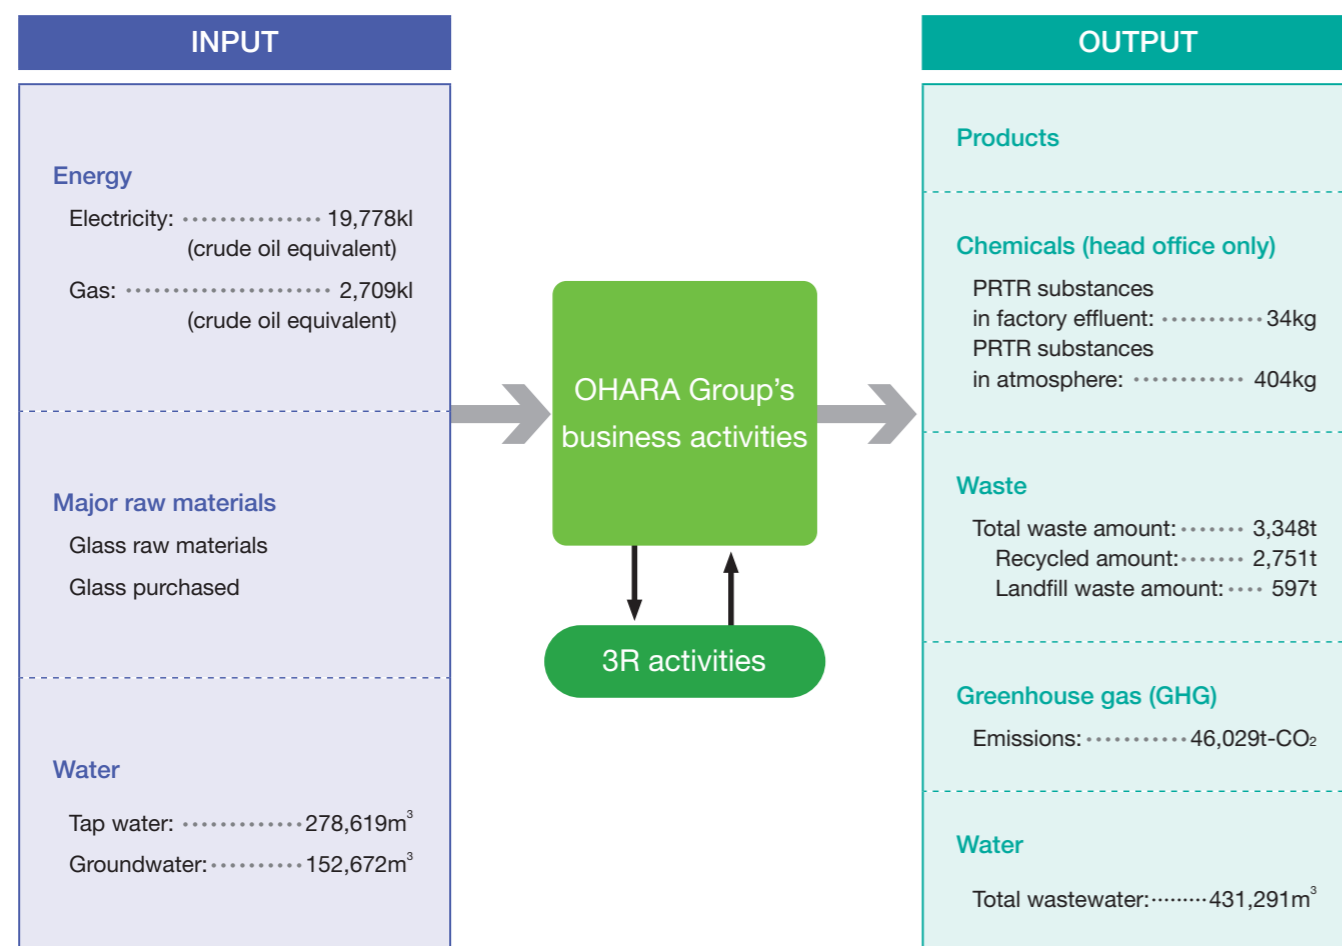 INPUT
Energy
Electricity: ··············· 19,778kl
(crude oil equivalent)
Gas: ······················ 2,709kl
(crude oil equivalent)
Major raw materials
Glass raw materials
Glass purchased
Water
Tap water: ············· 278,619m³
Groundwater: ·········· 152,672m³
OHARA Group's
business activities
3R activities
OUTPUT
Products
Chemicals (head office only)
PRTR substances
in factory effluent: ··········· 34kg
PRTR substances
in atmosphere: ············ 404kg
Waste
Total waste amount: ······· 3,348t
Recycled amount: ······· 2,751t
Landfill waste amount: ···· 597t
Greenhouse gas (GHG)
Emissions: ··········· 46,029t-CO₂
Water
Total wastewater: ········· 431,291m³